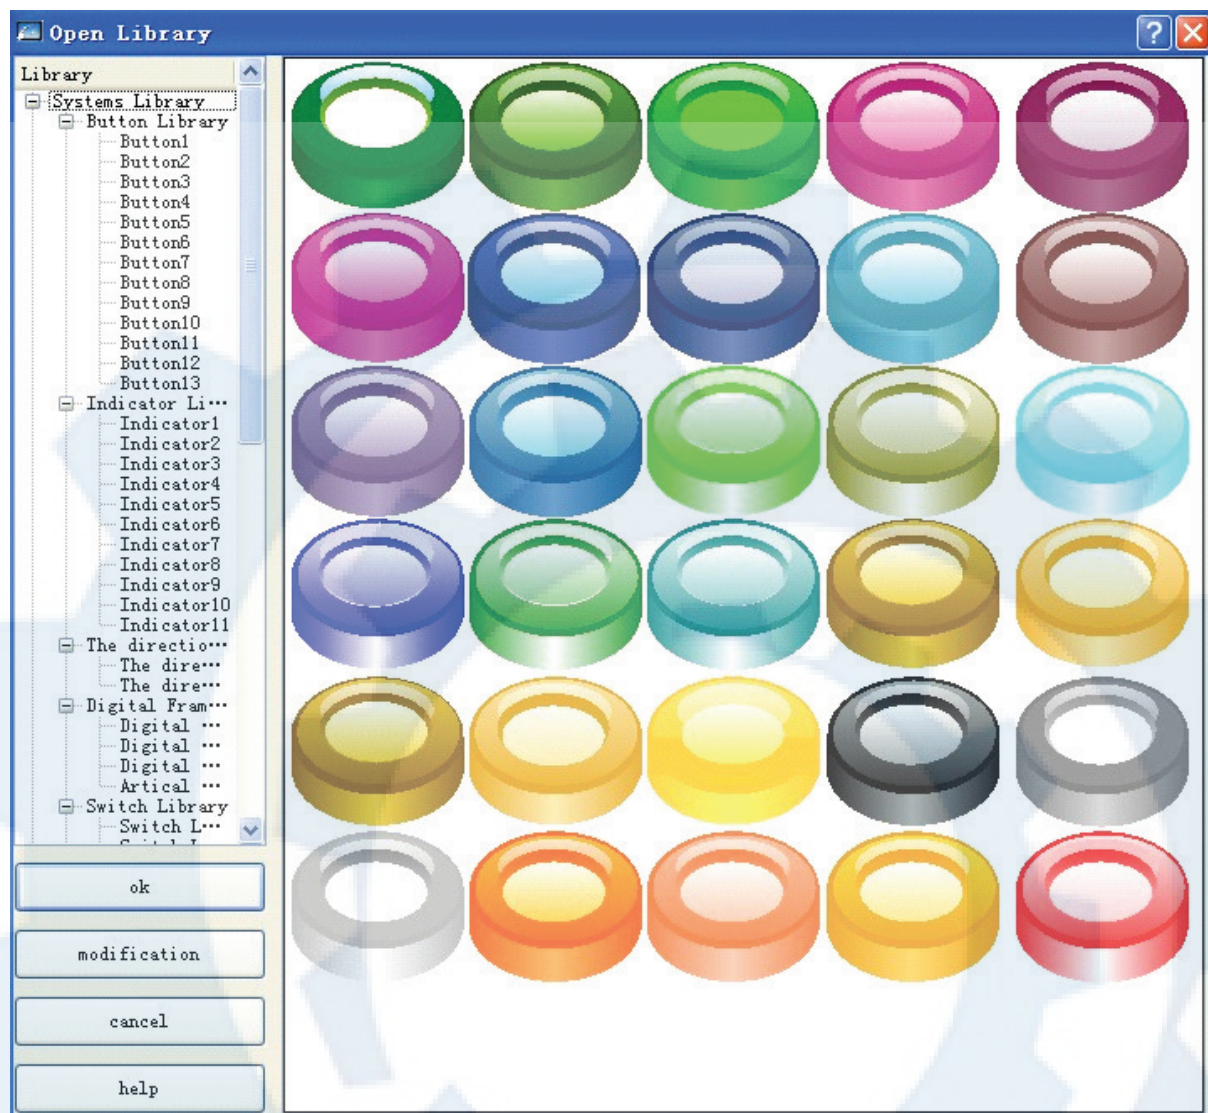 Open Library
Library
Systems Library
Button Library
Button1
Button2
Button3
Button4
Button5
Button6
Button7
Button8
Button9
Button10
Button11
Button12
Button13
Indicator Li···
Indicator1
Indicator2
Indicator3
Indicator4
Indicator5
Indicator6
Indicator7
Indicator8
Indicator9
Indicator10
Indicator11
The directio···
The dire···
The dire···
Digital Fram···
Digital ···
Digital ···
Digital ···
Artical ···
Switch Library
Switch L···
ok
modification
cancel
help